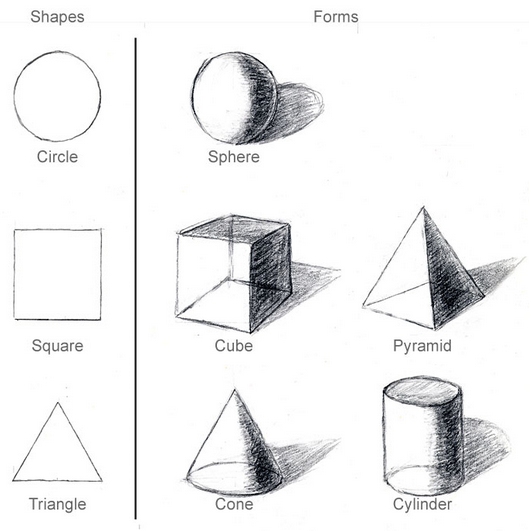 Shapes
Forms
Circle
Sphere
Square
Cube
Pyramid
Triangle
Cone
Cylinder